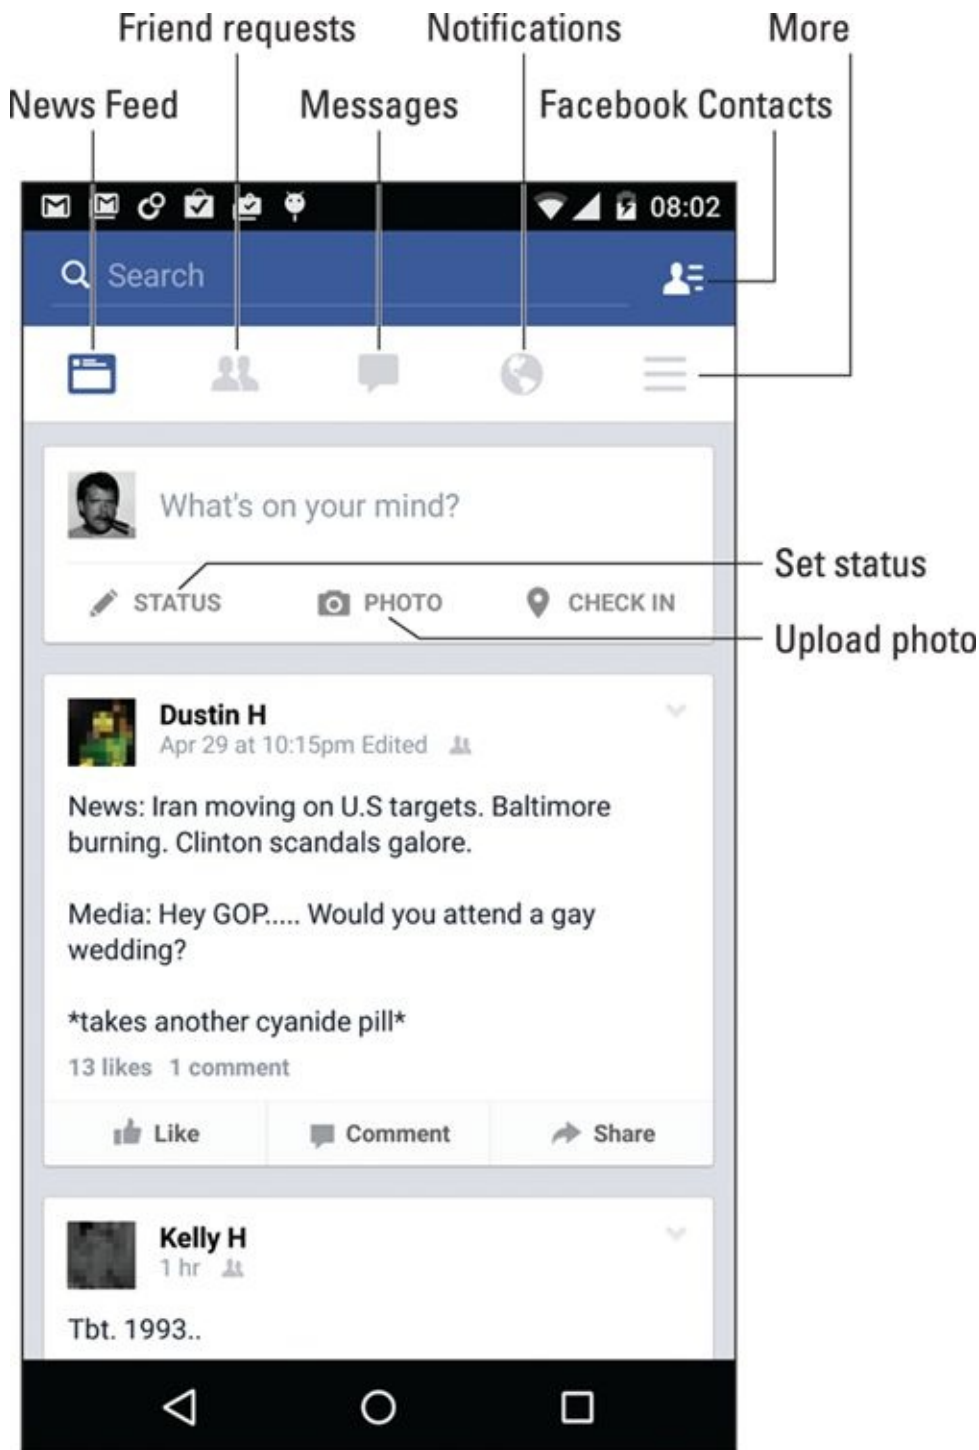 Friend requests Notifications More
News Feed Messages Facebook Contacts
08:02
Search
What's on your mind?
Set status
STATUS PHOTO CHECK IN
Upload photo
Dustin H
Apr 29 at 10:15pm Edited
News: Iran moving on U.S targets. Baltimore
burning. Clinton scandals galore.
Media: Hey GOP..... Would you attend a gay
wedding?
*takes another cyanide pill*
13 likes 1 comment
Like Comment Share
Kelly H
1 hr
Tbt. 1993..